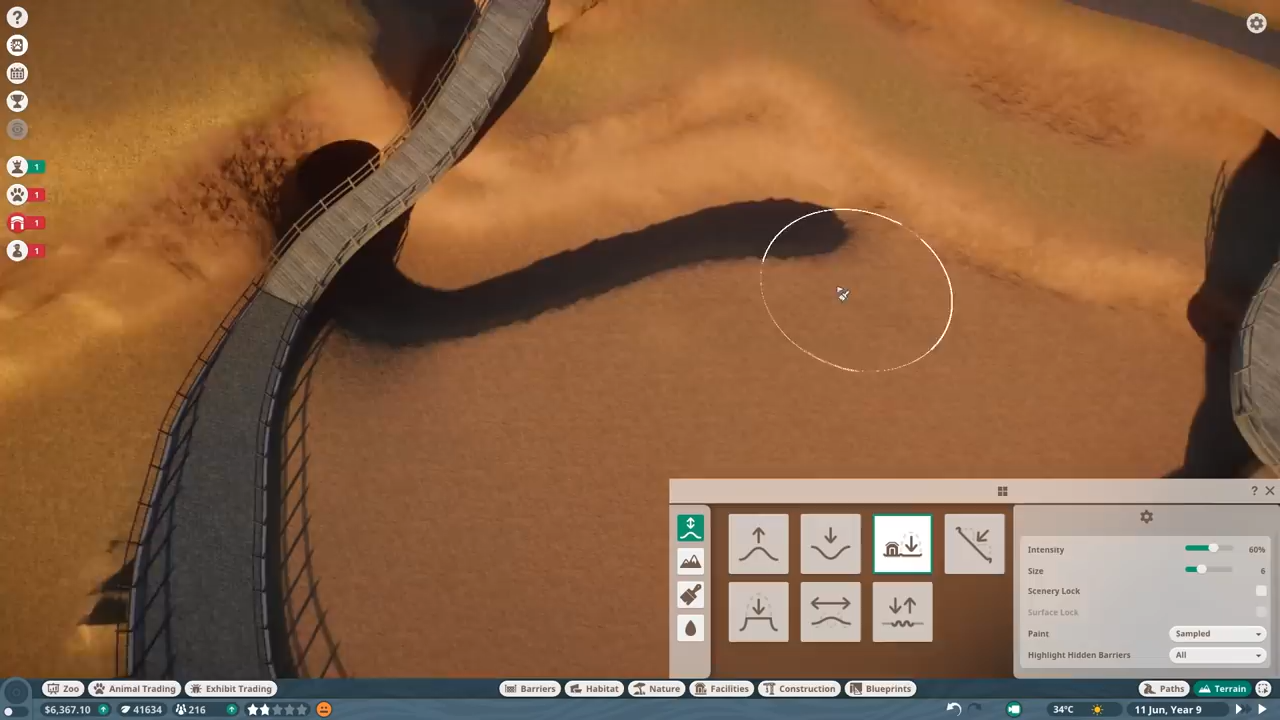 ?
1
1
1
1
?
Intensity 60%
Size 6
Scenery Lock
Surface Lock
Paint Sampled
Highlight Hidden Barriers All
Zoo Animal Trading Exhibit Trading Barriers Habitat Nature Facilities Construction Blueprints Paths Terrain
$6,367.10 41634 216 34°C 11 Jun, Year 9